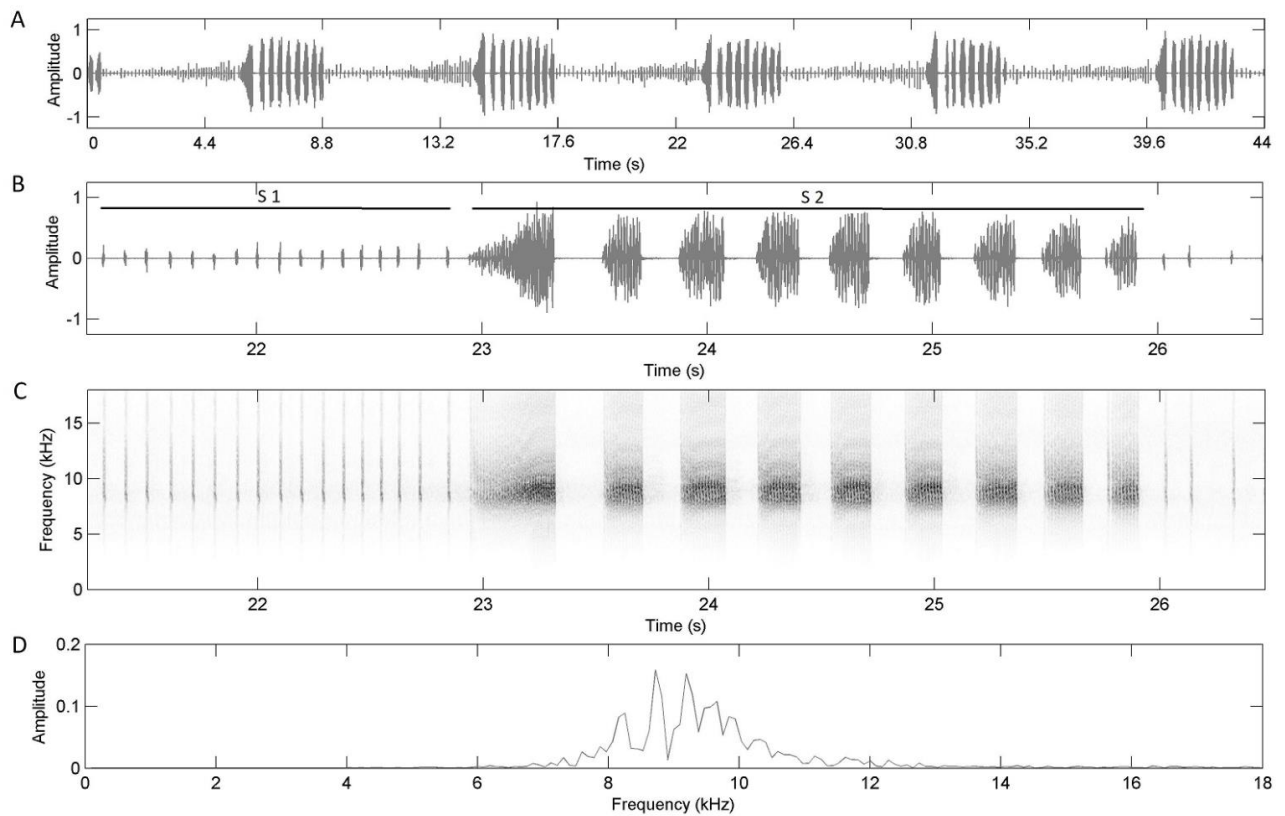 A
Amplitude
1
0
-1
0 4.4 8.8 13.2 17.6 22 26.4 30.8 35.2 39.6 44
Time (s)
B
S 1 S 2
Amplitude
1
0
-1
22 23 24 25 26
Time (s)
C
Frequency (kHz)
15
10
5
0
22 23 24 25 26
Time (s)
D
Amplitude
0.2
0.1
0
0 2 4 6 8 10 12 14 16 18
Frequency (kHz)